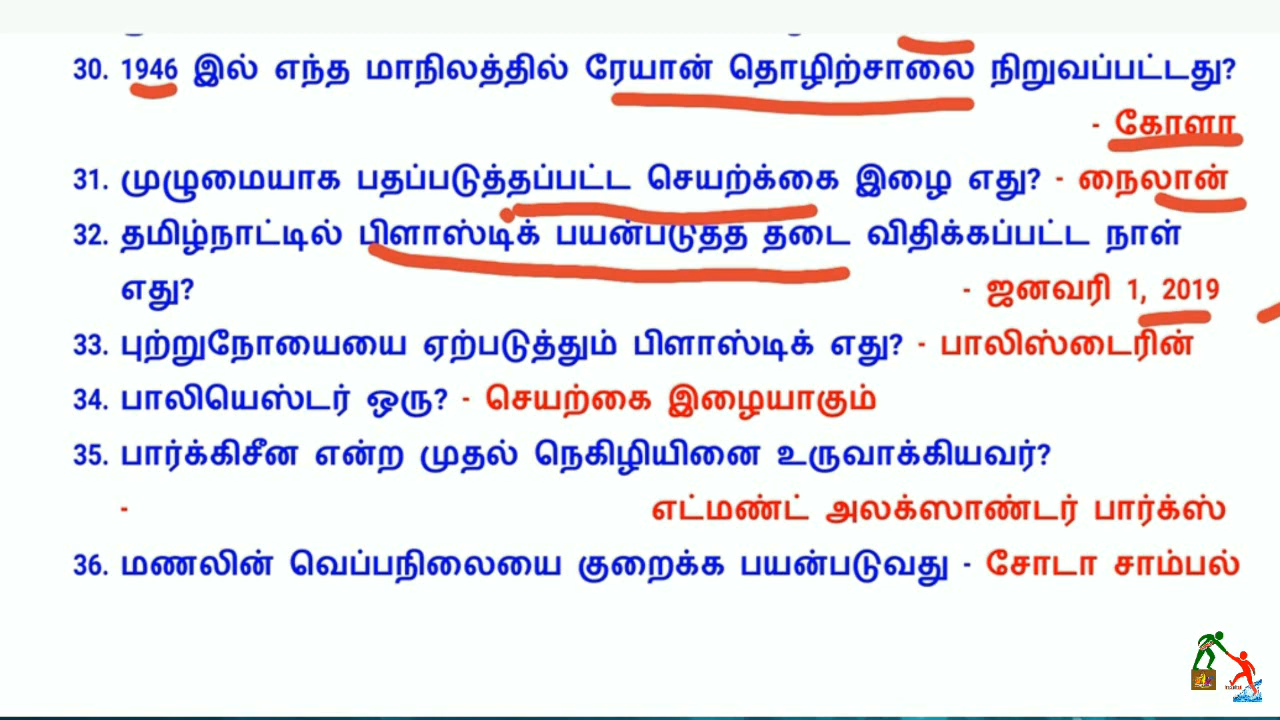 30. 1946 இல் எந்த மாநிலத்தில் ரேயான் தொழிற்சாலை நிறுவப்பட்டது?
- கோளா
31. முழுமையாக பதப்படுத்தப்பட்ட செயற்க்கை இழை எது? - நைலான்
32. தமிழ்நாட்டில் பிளாஸ்டிக் பயன்படுத்த தடை விதிக்கப்பட்ட நாள்
எது? - ஜனவரி 1, 2019
33. புற்றுநோயையை ஏற்படுத்தும் பிளாஸ்டிக் எது? - பாலிஸ்டைரின்
34. பாலியெஸ்டர் ஒரு? - செயற்கை இழையாகும்
35. பார்க்கிசீன என்ற முதல் நெகிழியினை உருவாக்கியவர்?
- எட்மண்ட் அலக்ஸாண்டர் பார்க்ஸ்
36. மணலின் வெப்பநிலையை குறைக்க பயன்படுவது - சோடா சாம்பல்